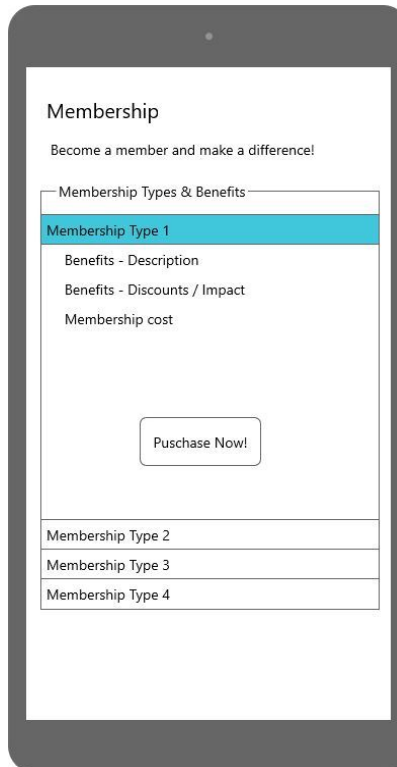 Membership
Become a member and make a difference!
Membership Types & Benefits
Membership Type 1
Benefits - Description
Benefits - Discounts / Impact
Membership cost
Puschase Now!
Membership Type 2
Membership Type 3
Membership Type 4